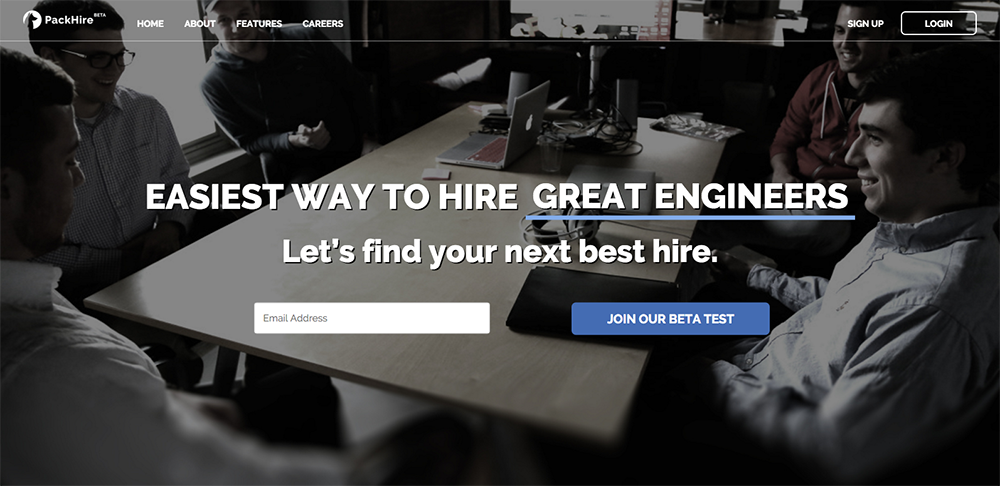 PackHire BETA
HOME ABOUT FEATURES CAREERS
SIGN UP LOGIN
EASIEST WAY TO HIRE GREAT ENGINEERS
Let's find your next best hire.
Email Address
JOIN OUR BETA TEST